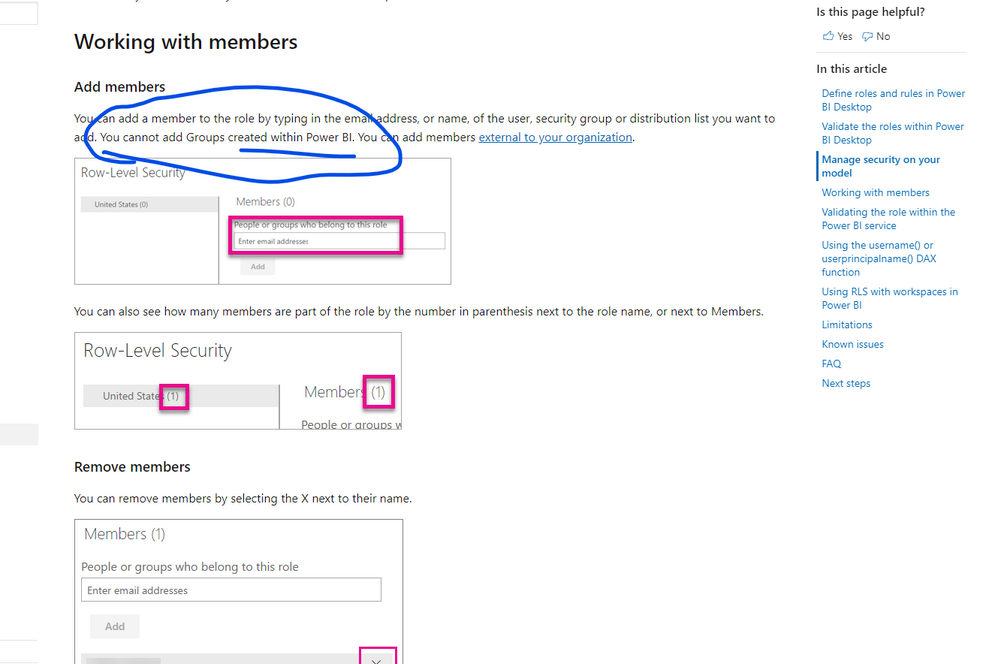 Working with members
Add members
You can add a member to the role by typing in the email address, or name, of the user, security group or distribution list you want to
add. You cannot add Groups created within Power BI. You can add members external to your organization.
Row-Level Security
United States (0)
Members (0)
People or groups who belong to this role
Enter email addresses
Add
You can also see how many members are part of the role by the number in parenthesis next to the role name, or next to Members.
Row-Level Security
United States (1)
Members (1)
People or groups w
Remove members
You can remove members by selecting the X next to their name.
Members (1)
People or groups who belong to this role
Enter email addresses
Add
Is this page helpful?
Yes No
In this article
Define roles and rules in Power
BI Desktop
Validate the roles within Power
BI Desktop
Manage security on your
model
Working with members
Validating the role within the
Power BI service
Using the username() or
userprincipalname() DAX
function
Using RLS with workspaces in
Power BI
Limitations
Known issues
FAQ
Next steps